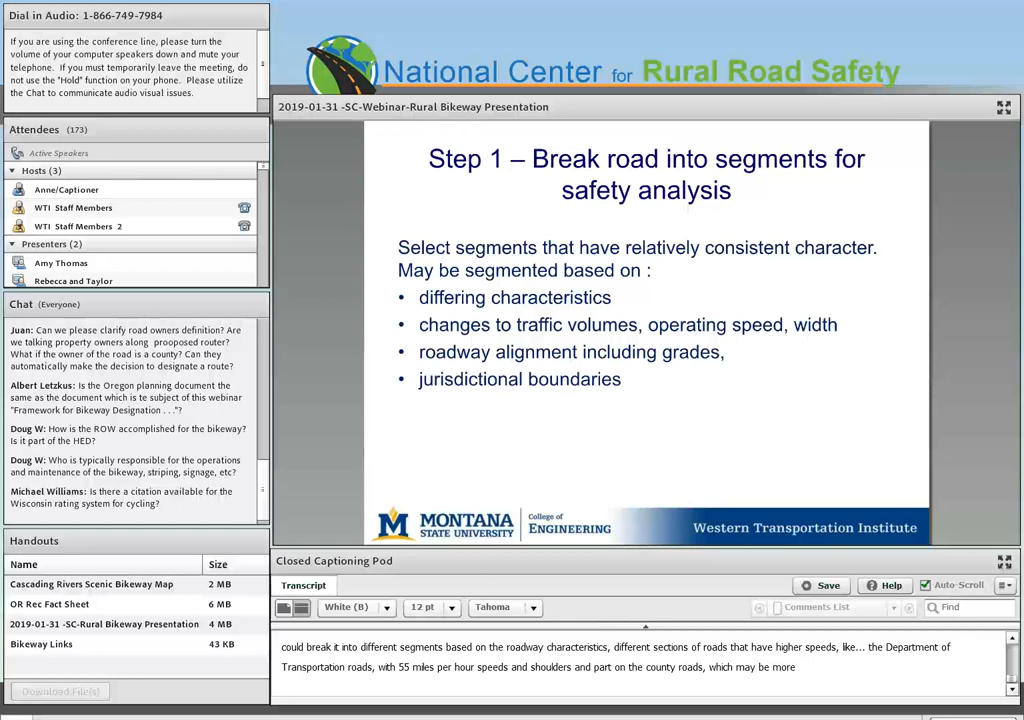 Dial in Audio: 1-866-749-7984
If you are using the conference line, please turn the
volume of your computer speakers down and mute your
telephone. If you must temporarily leave the meeting, do
not use the "Hold" function on your phone. Please utilize
the Chat to communicate audio visual issues.
Attendees (173)
Active Speakers
Hosts (3)
Anne/Captioner
WTI Staff Members
WTI Staff Members 2
Presenters (2)
Amy Thomas
Rebecca and Taylor
Chat (Everyone)
Juan: Can we please clarify road owners definition? Are
we talking property owners along prooposed router?
What if the owner of the road is a county? Can they
automatically make the decision to designate a route?
Albert Letzkus: Is the Oregon planning document the
same as the document which is te subject of this webinar
"Framework for Bikeway Designation . . ."?
Doug W: How is the ROW accomplished for the bikeway?
Is it part of the HED?
Doug W: Who is typically responsible for the operations
and maintenance of the bikeway, striping, signage, etc?
Michael Williams: Is there a citation available for the
Wisconsin rating system for cycling?
Handouts
Name Size
Cascading Rivers Scenic Bikeway Map 2 MB
OR Rec Fact Sheet 6 MB
2019-01-31 -SC-Rural Bikeway Presentation 4 MB
Bikeway Links 43 KB
Download File(s)
National Center for Rural Road Safety
2019-01-31 -SC-Webinar-Rural Bikeway Presentation
Step 1 – Break road into segments for
safety analysis
Select segments that have relatively consistent character.
May be segmented based on :
• differing characteristics
• changes to traffic volumes, operating speed, width
• roadway alignment including grades,
• jurisdictional boundaries
M MONTANA
STATE UNIVERSITY
College of
ENGINEERING
Western Transportation Institute
Closed Captioning Pod
Transcript
Save
Help
Auto-Scroll
White (B)
12 pt
Tahoma
Comments List
Find
could break it into different segments based on the roadway characteristics, different sections of roads that have higher speeds, like... the Department of
Transportation roads, with 55 miles per hour speeds and shoulders and part on the county roads, which may be more